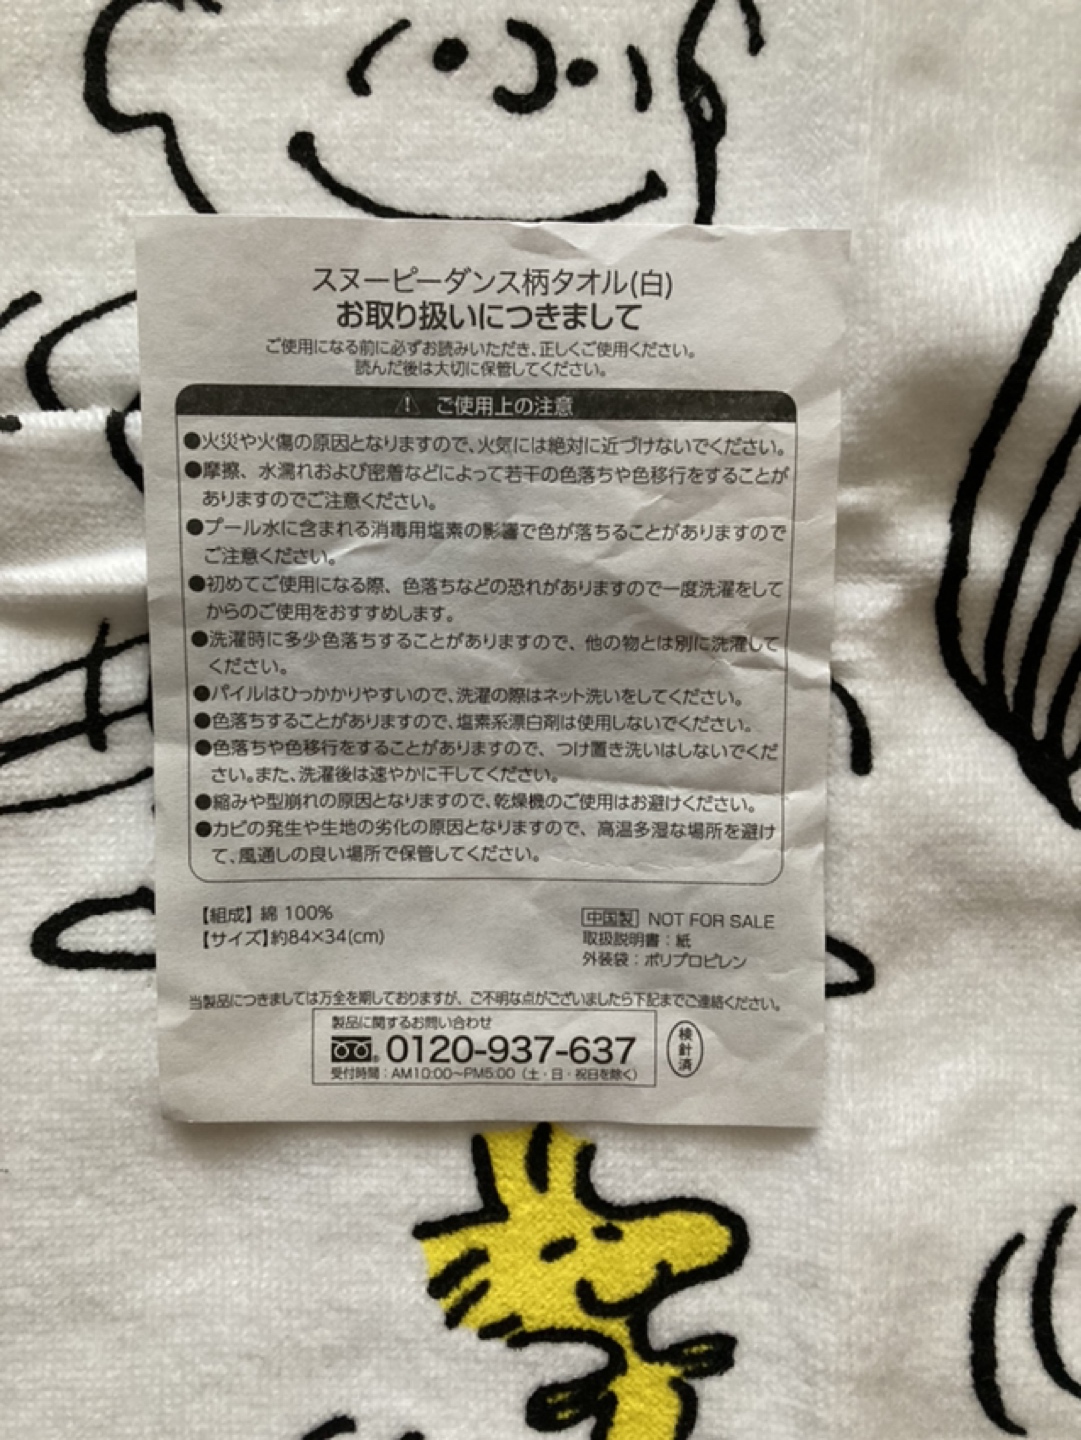 スヌーピーダンス柄タオル(白)
お取り扱いにつきまして
ご使用になる前に必ずお読みいただき、正しくご使用ください。
読んだ後は大切に保管してください。
ご使用上の注意
●火災や火傷の原因となりますので、火気には絶対に近づけないでください。
●摩擦、水濡れおよび密着などによって若干の色落ちや色移行をすることが
ありますのでご注意ください。
●プール水に含まれる消毒用塩素の影響で色が落ちることがありますので
ご注意ください。
●初めてご使用になる際、色落ちなどの恐れがありますので一度洗濯をして
からのご使用をおすすめします。
●洗濯時に多少色落ちすることがありますので、他の物とは別に洗濯して
ください。
●パイルはひっかかりやすいので、洗濯の際はネット洗いをしてください。
●色落ちすることがありますので、塩素系漂白剤は使用しないでください。
●色落ちや色移行をすることがありますので、つけ置き洗いはしないでくだ
さい。また、洗濯後は速やかに干してください。
●縮みや型崩れの原因となりますので、乾燥機のご使用はお避けください。
●カビの発生や生地の劣化の原因となりますので、高温多湿な場所を避け
て、風通しの良い場所で保管してください。
【組成】綿 100%
【サイズ】約84×34(cm)
中国製 NOT FOR SALE
取扱説明書：紙
外装袋：ポリプロピレン
当製品につきましては万全を期しておりますが、ご不明な点がございましたら下記までご連絡ください。
製品に関するお問い合わせ
0120-937-637
受付時間：AM10:00〜PM5:00（土・日・祝日を除く）
検針済